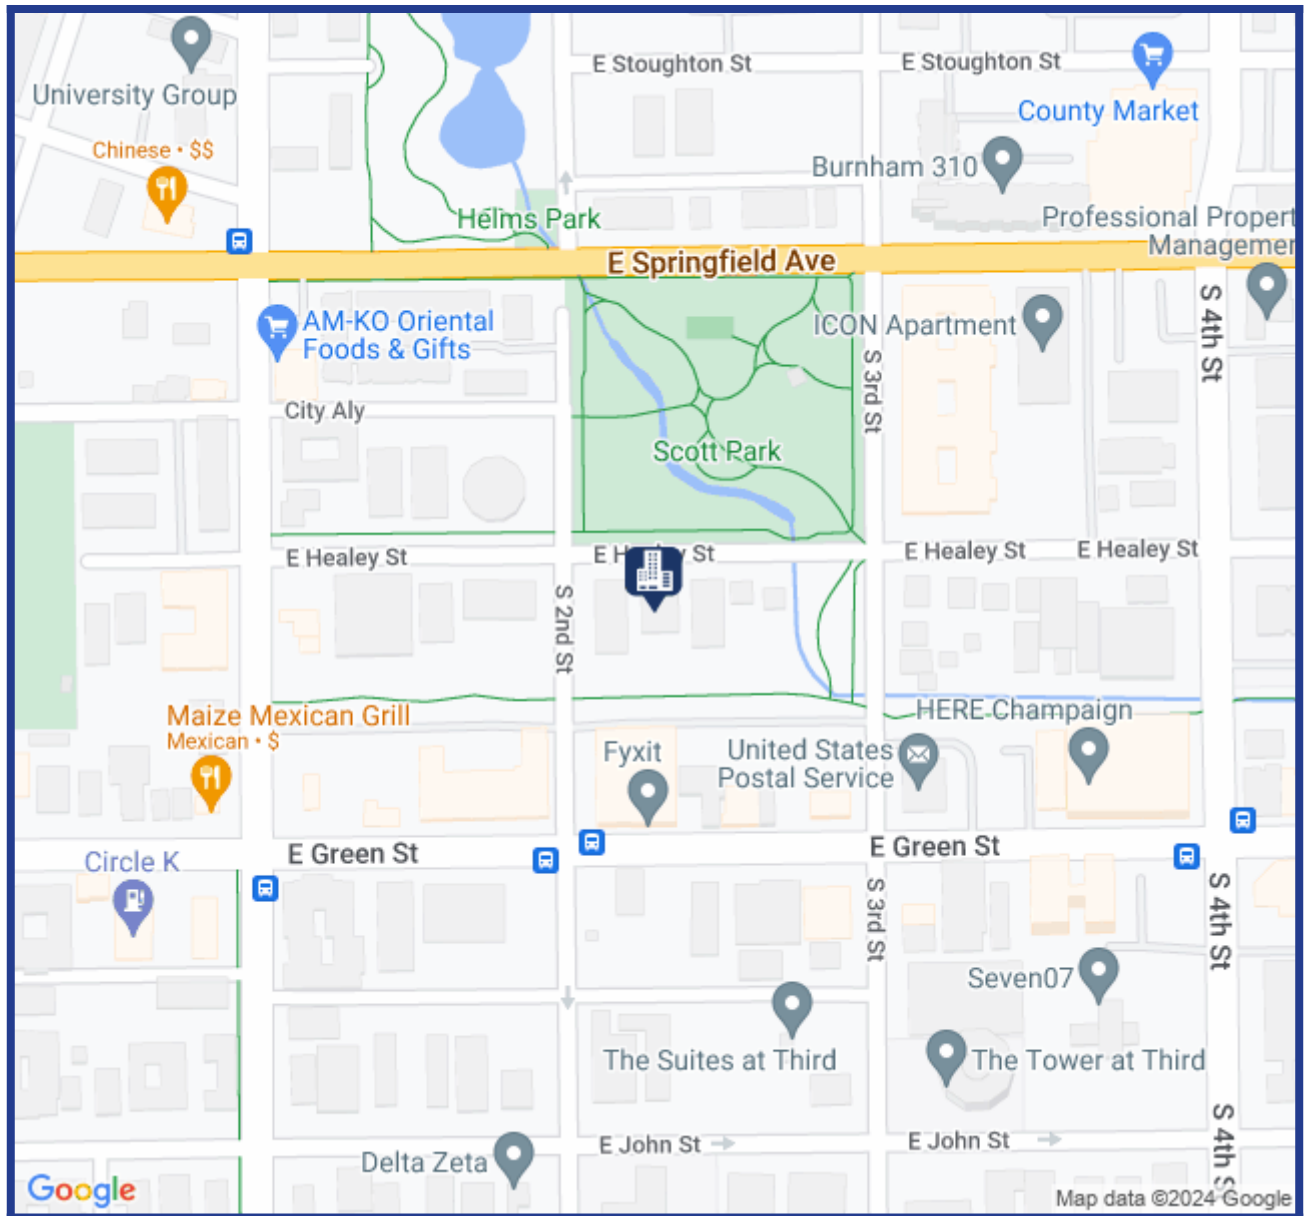 E Stoughton St
E Stoughton St
University Group
County Market
Chinese • $$
Burnham 310
Helms Park
Professional Propert
Managemer
E Springfield Ave
AM-KO Oriental
Foods & Gifts
ICON Apartment
S 4th St
S 3rd St
City Aly
Scott Park
E Healey St
E H y St
E Healey St
E Healey St
S 2nd St
Maize Mexican Grill
Mexican • $
HERE Champaign
Fyxit
United States
Postal Service
Circle K
E Green St
E Green St
S 3rd St
S 4th St
Seven07
The Suites at Third
The Tower at Third
E John St
E John St
S 4th S
Delta Zeta
Google
Map data ©2024 Google